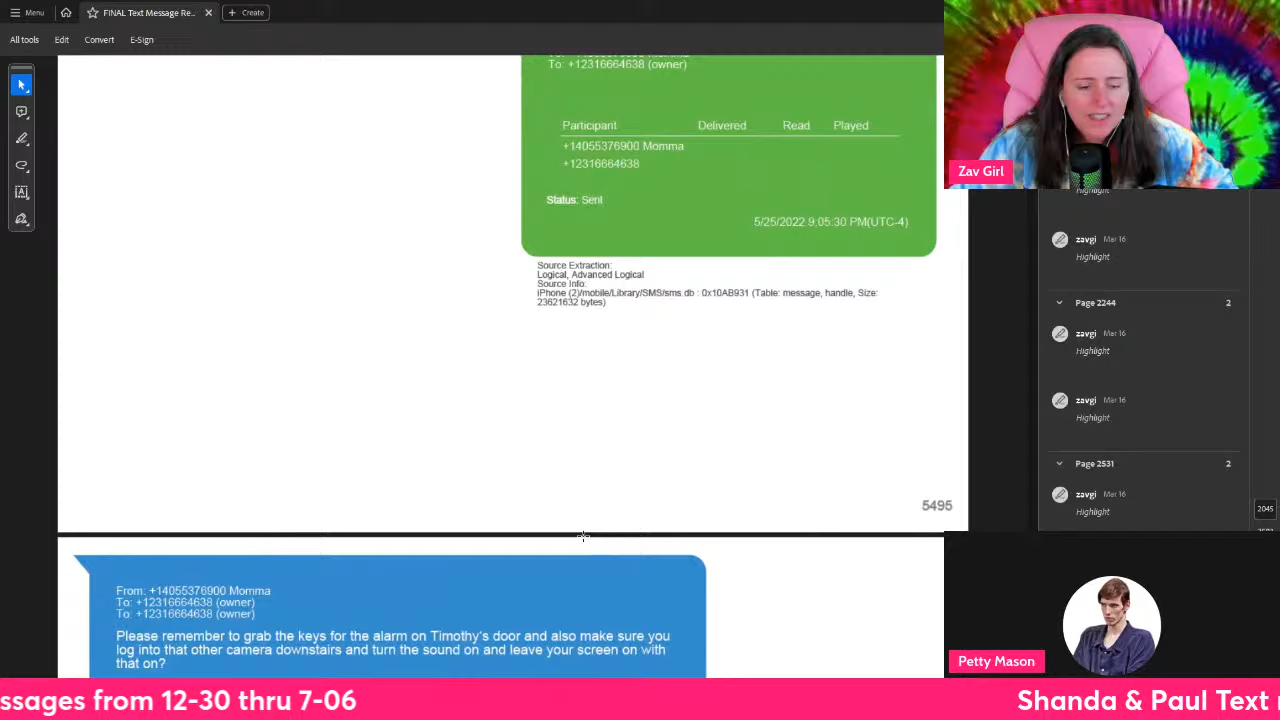 Menu
FINAL Text Message Re...
Create
All tools
Edit
Convert
E-Sign
To: +12316664638 (owner)
Participant Delivered Read Played
+14055376900 Momma
+12316664638
Status: Sent
5/25/2022 9:05:30 PM(UTC-4)
Source Extraction:
Logical, Advanced Logical
Source Info:
iPhone (2)/mobile/Library/SMS/sms.db : 0x10AB931 (Table: message, handle, Size:
23621632 bytes)
5495
From: +14055376900 Momma
To: +12316664638 (owner)
To: +12316664638 (owner)
Please remember to grab the keys for the alarm on Timothy's door and also make sure you
log into that other camera downstairs and turn the sound on and leave your screen on with
that on?
Zav Girl
Highlight
zavgi Mar 16
Highlight
Page 2244 2
zavgi Mar 16
Highlight
zavgi Mar 16
Highlight
Page 2531 2
zavgi Mar 16
Highlight
2045
Petty Mason
ssages from 12-30 thru 7-06
Shanda & Paul Text